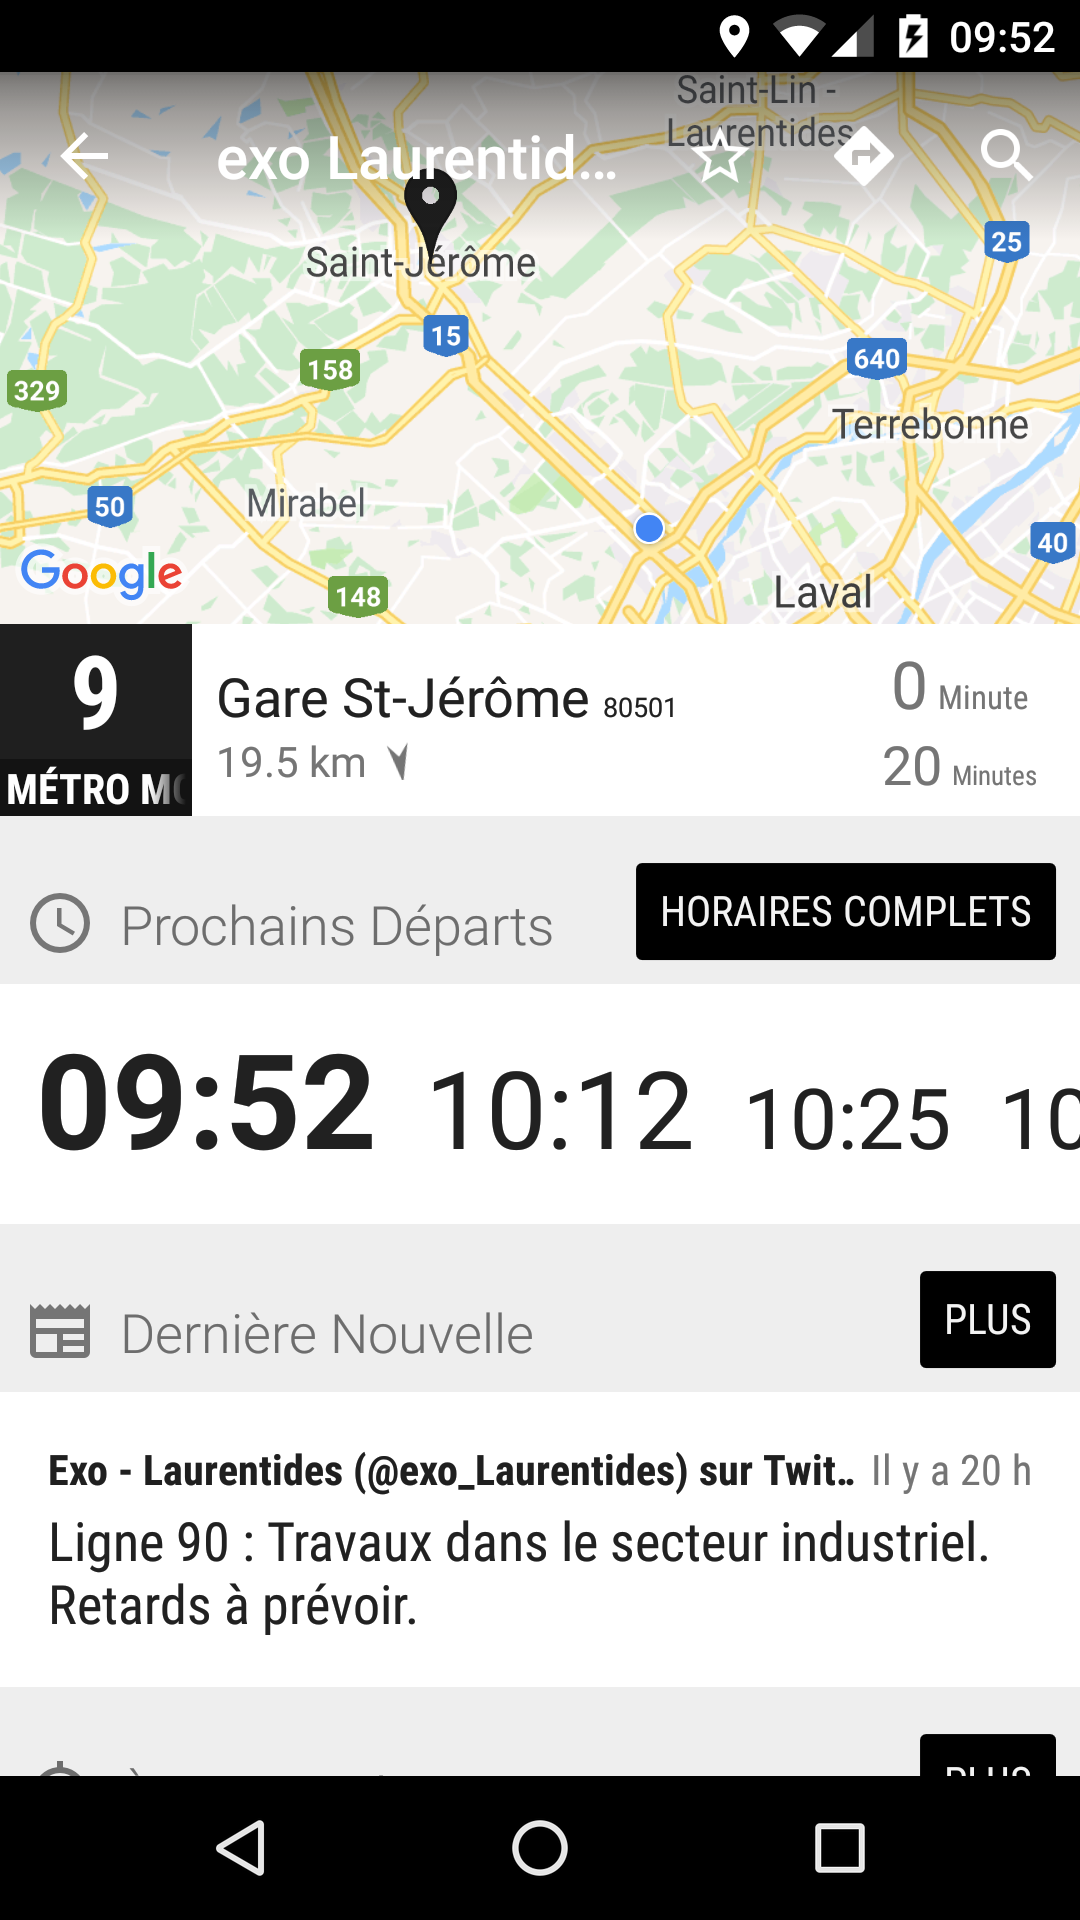 09:52
Saint-Lin -
Laurentides
exo Laurentid...
Saint-Jérôme
25
15
158
640
329
Terrebonne
Mirabel
50
40
Google
148
Laval
9
MÉTRO
Gare St-Jérôme 80501
0 Minute
19.5 km
20 Minutes
Prochains Départs
HORAIRES COMPLETS
09:52 10:12 10:25 10
Dernière Nouvelle
PLUS
Exo - Laurentides (@exo_Laurentides) sur Twit.. Il y a 20 h
Ligne 90 : Travaux dans le secteur industriel.
Retards à prévoir.
PLUS